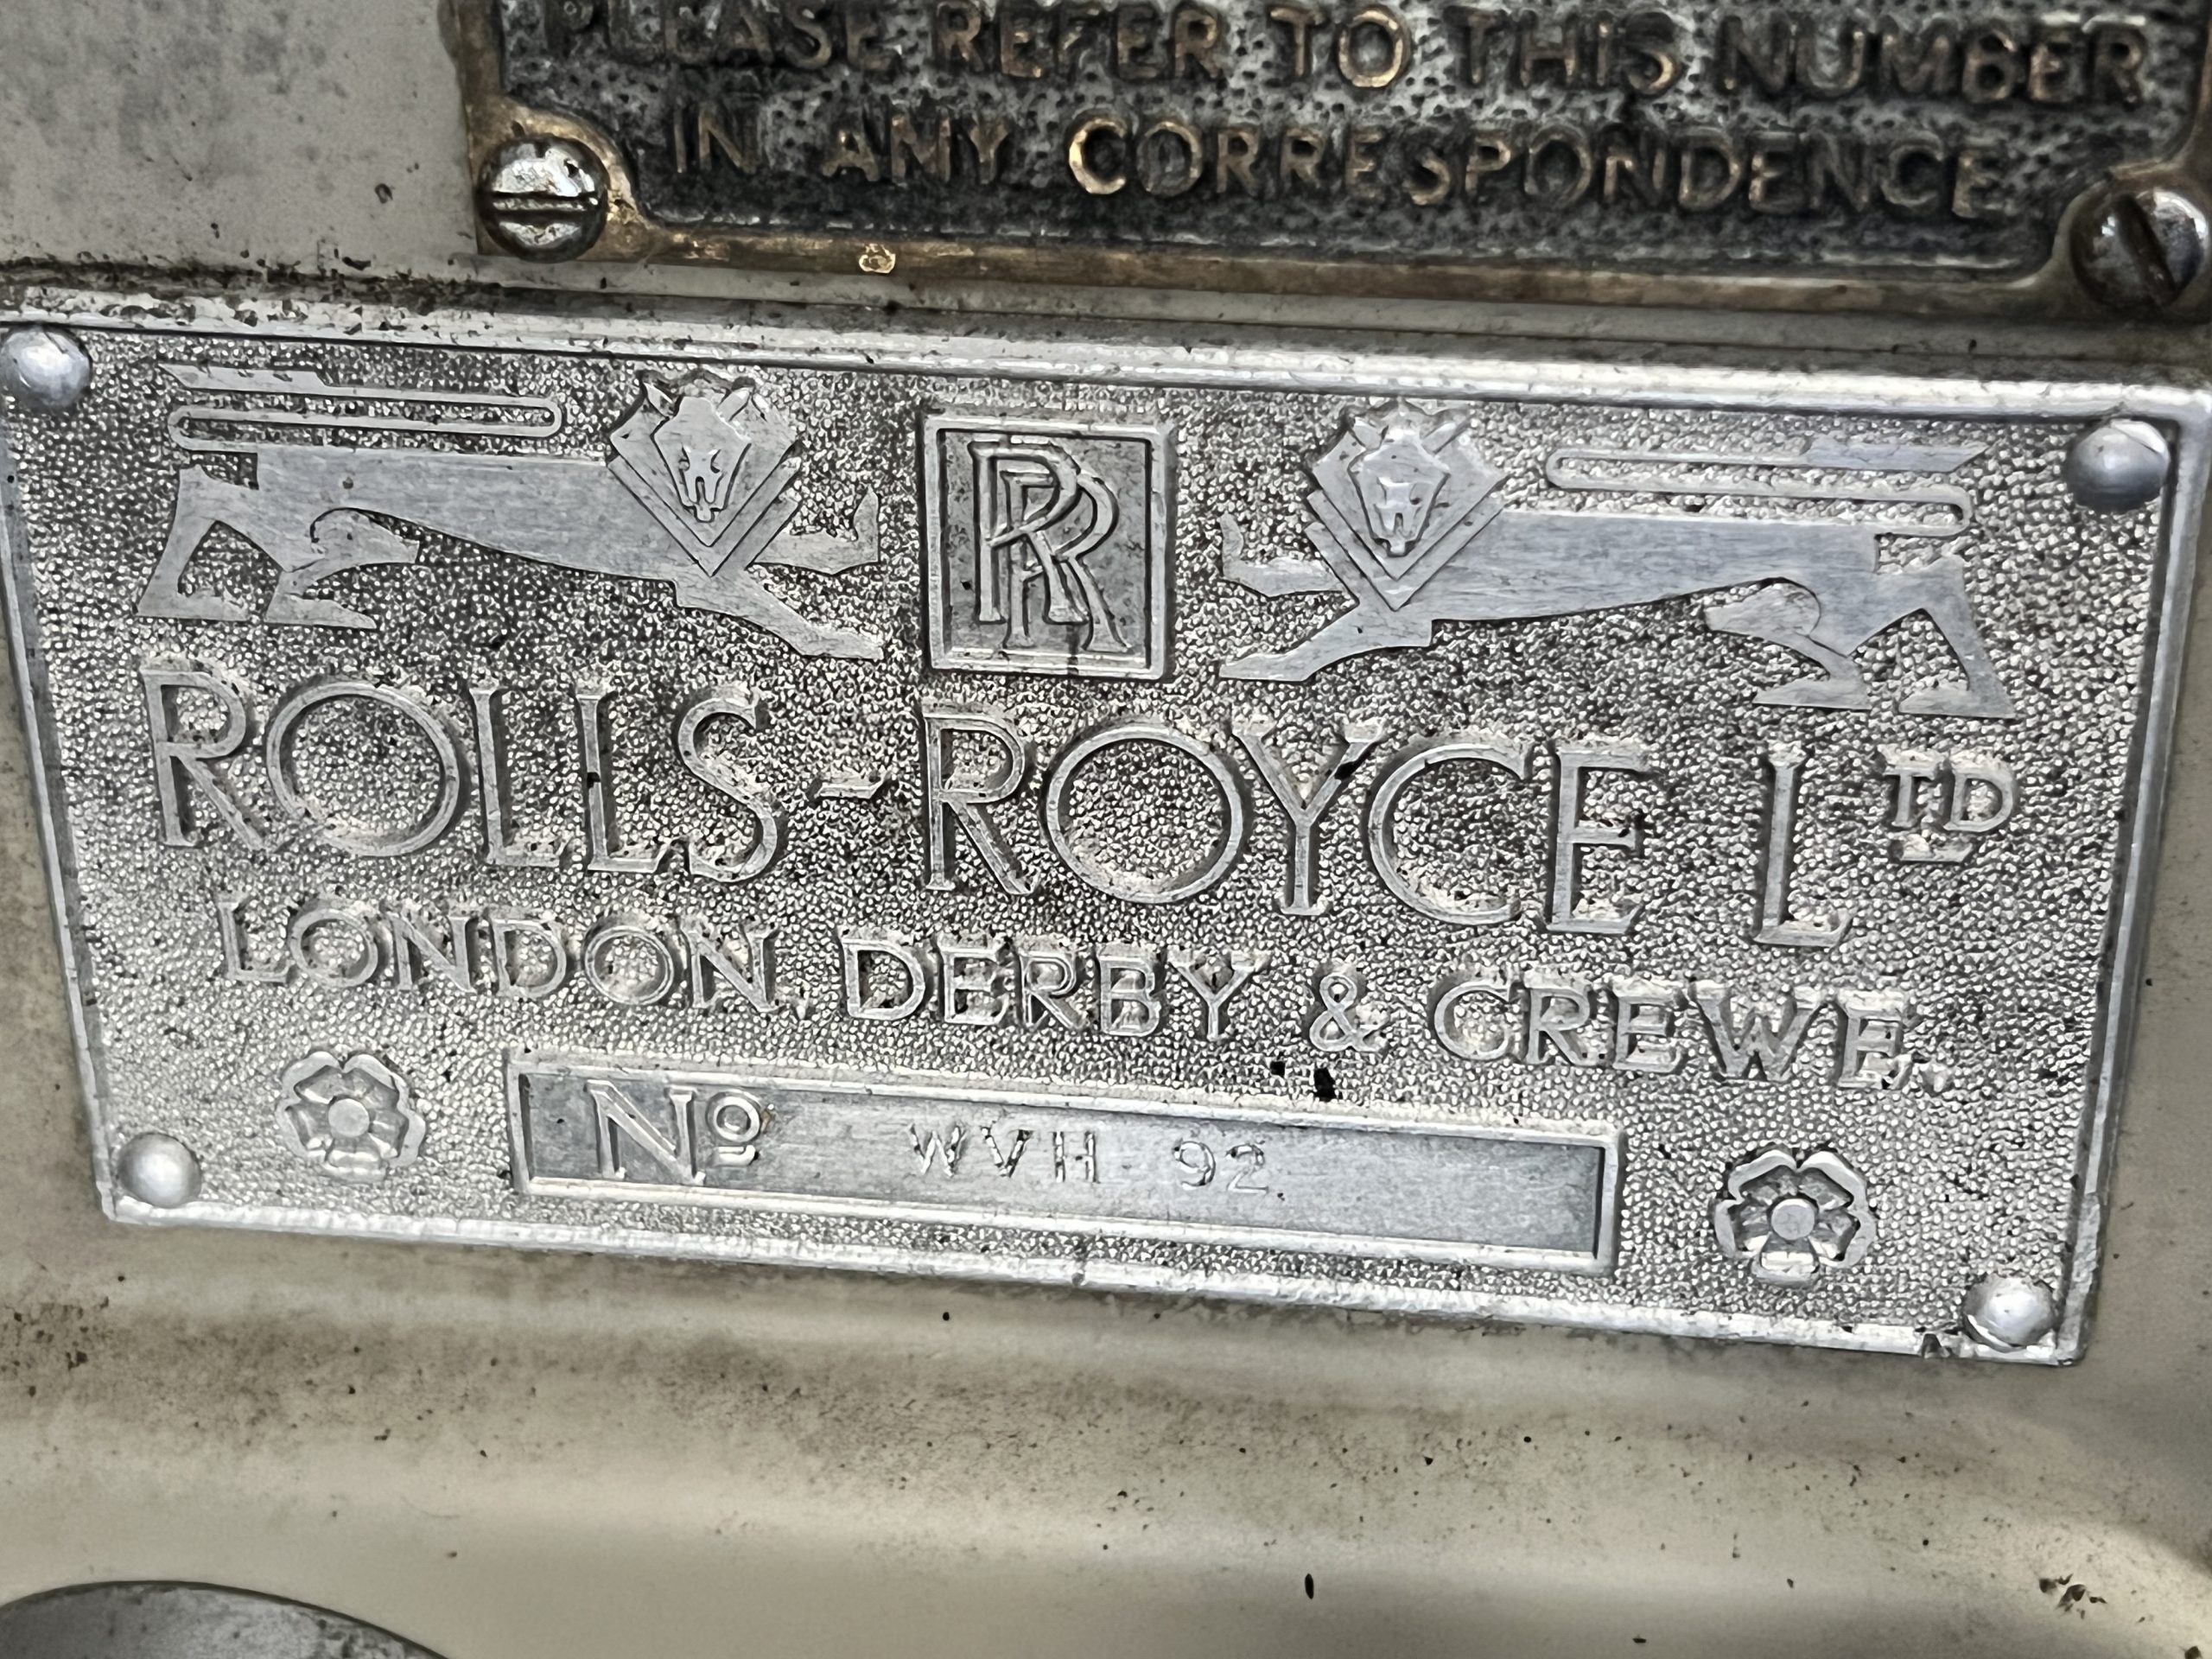 PLEASE REFER TO THIS NUMBER
IN ANY CORRESPONDENCE
RR
ROLLS-ROYCE LTD
LONDON, DERBY & CREWE.
Nº WVH 92